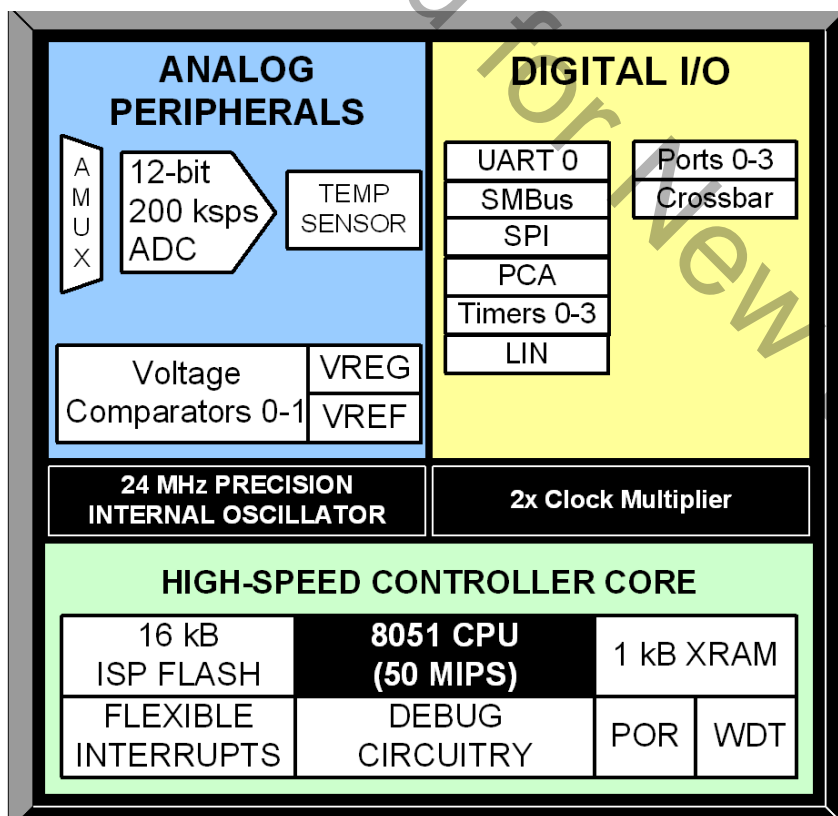 ANALOG
PERIPHERALS
A
M
U
X
12-bit
200 ksps
ADC
TEMP
SENSOR
Voltage
Comparators 0-1
VREG
VREF
DIGITAL I/O
UART 0
SMBus
SPI
PCA
Timers 0-3
LIN
Ports 0-3
Crossbar
24 MHz PRECISION
INTERNAL OSCILLATOR
2x Clock Multiplier
HIGH-SPEED CONTROLLER CORE
16 kB
ISP FLASH
8051 CPU
(50 MIPS)
1 kB XRAM
FLEXIBLE
INTERRUPTS
DEBUG
CIRCUITRY
POR
WDT
for New